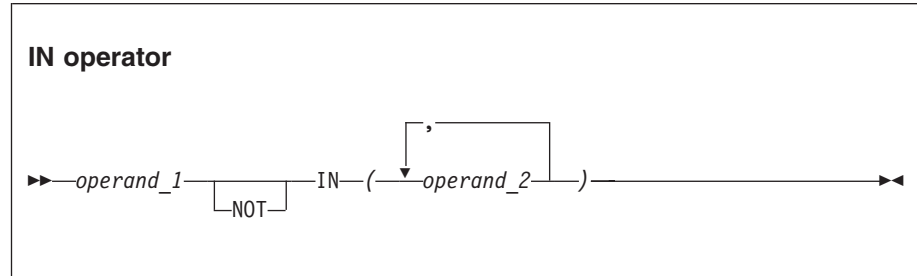 IN operator
,
operand_1 NOT IN ( operand_2 )